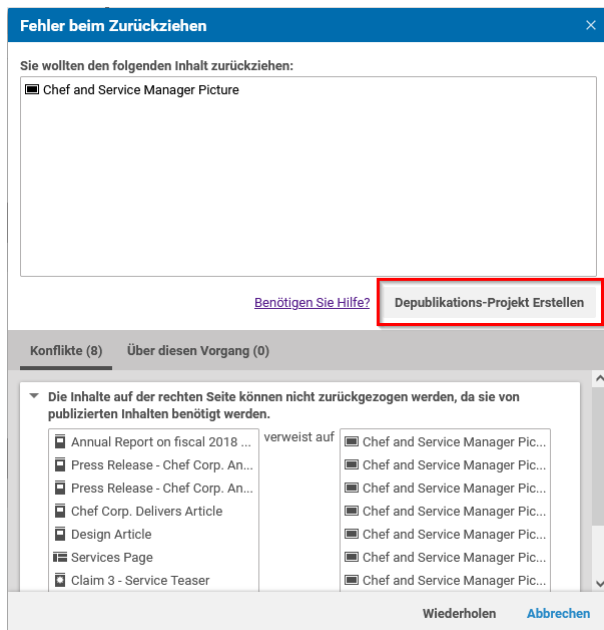 Fehler beim Zurückziehen
Sie wollten den folgenden Inhalt zurückziehen:
Chef and Service Manager Picture
Benötigen Sie Hilfe?
Depublikations-Projekt Erstellen
Konflikte (8)
Über diesen Vorgang (0)
Die Inhalte auf der rechten Seite können nicht zurückgezogen werden, da sie von
publizierten Inhalten benötigt werden.
Annual Report on fiscal 2018 ...
Press Release - Chef Corp. An...
Press Release - Chef Corp. An...
Chef Corp. Delivers Article
Design Article
Services Page
Claim 3 - Service Teaser
verweist auf
Chef and Service Manager Pic...
Chef and Service Manager Pic...
Chef and Service Manager Pic...
Chef and Service Manager Pic...
Chef and Service Manager Pic...
Chef and Service Manager Pic...
Chef and Service Manager Pic...
Wiederholen
Abbrechen